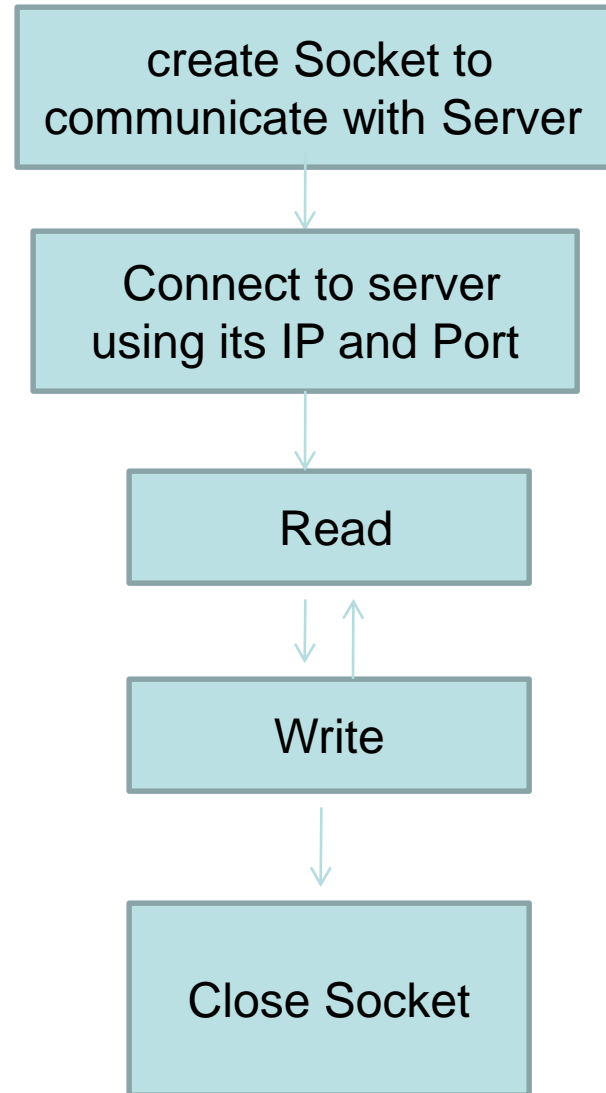 create Socket to
communicate with Server
Connect to server
using its IP and Port
Read
Write
Close Socket